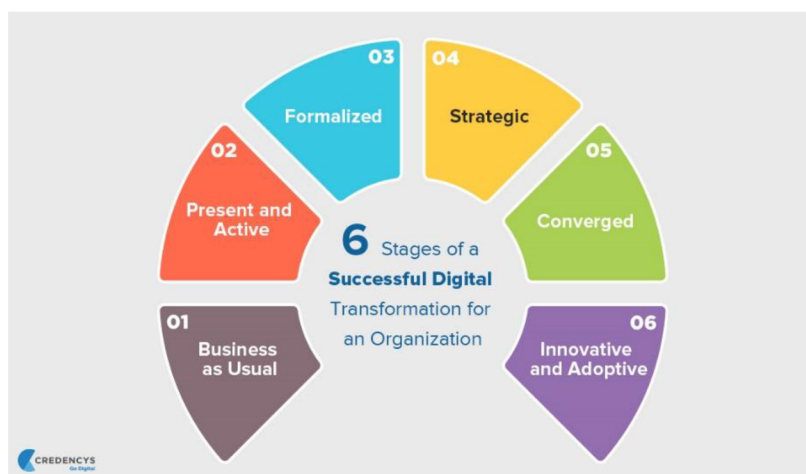 01
Business
as Usual
02
Present and
Active
03
Formalized
04
Strategic
05
Converged
06
Innovative
and Adoptive
6 Stages of a
Successful Digital
Transformation for
an Organization
CREDENCYS
Go Digital